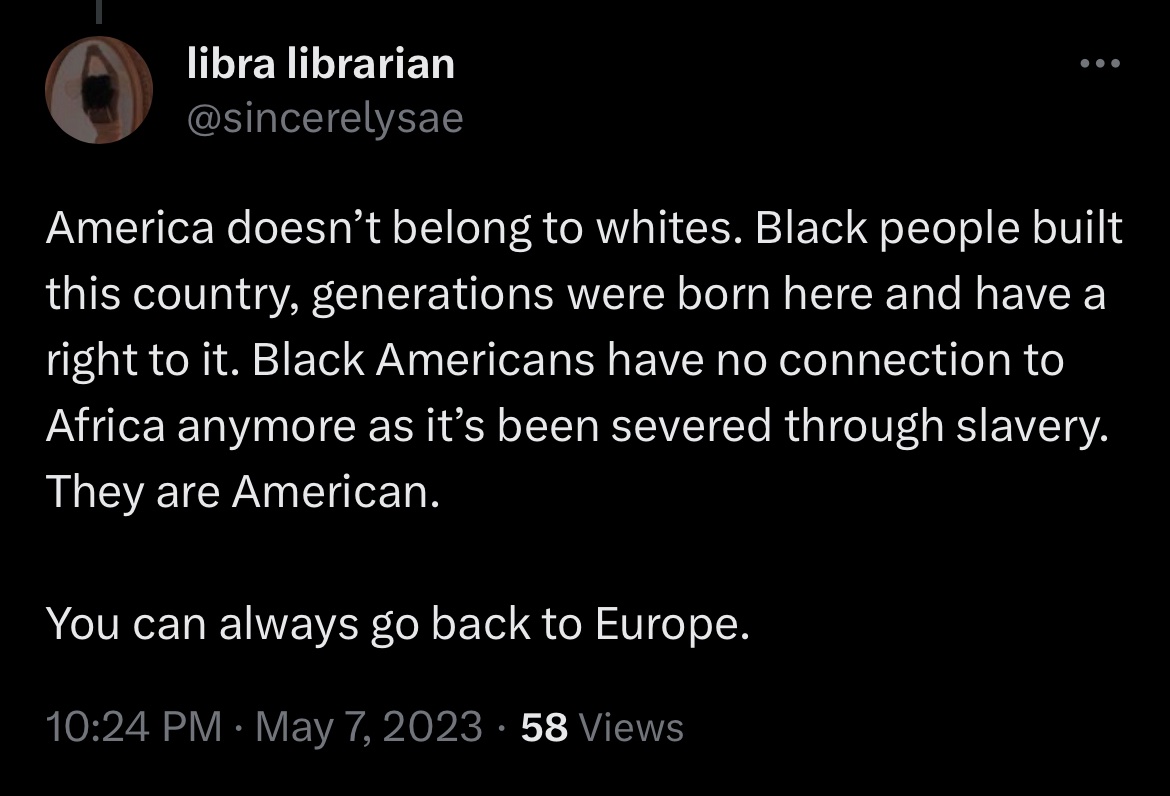 libra librarian
@sincerelysae
America doesn’t belong to whites. Black people built
this country, generations were born here and have a
right to it. Black Americans have no connection to
Africa anymore as it’s been severed through slavery.
They are American.
You can always go back to Europe.
10:24 PM · May 7, 2023 · 58 Views